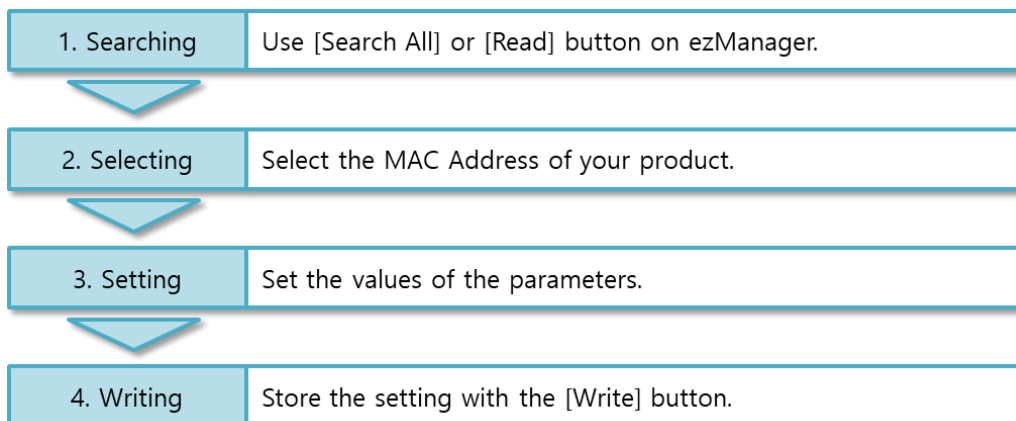 1. Searching
Use [Search All] or [Read] button on ezManager.
2. Selecting
Select the MAC Address of your product.
3. Setting
Set the values of the parameters.
4. Writing
Store the setting with the [Write] button.